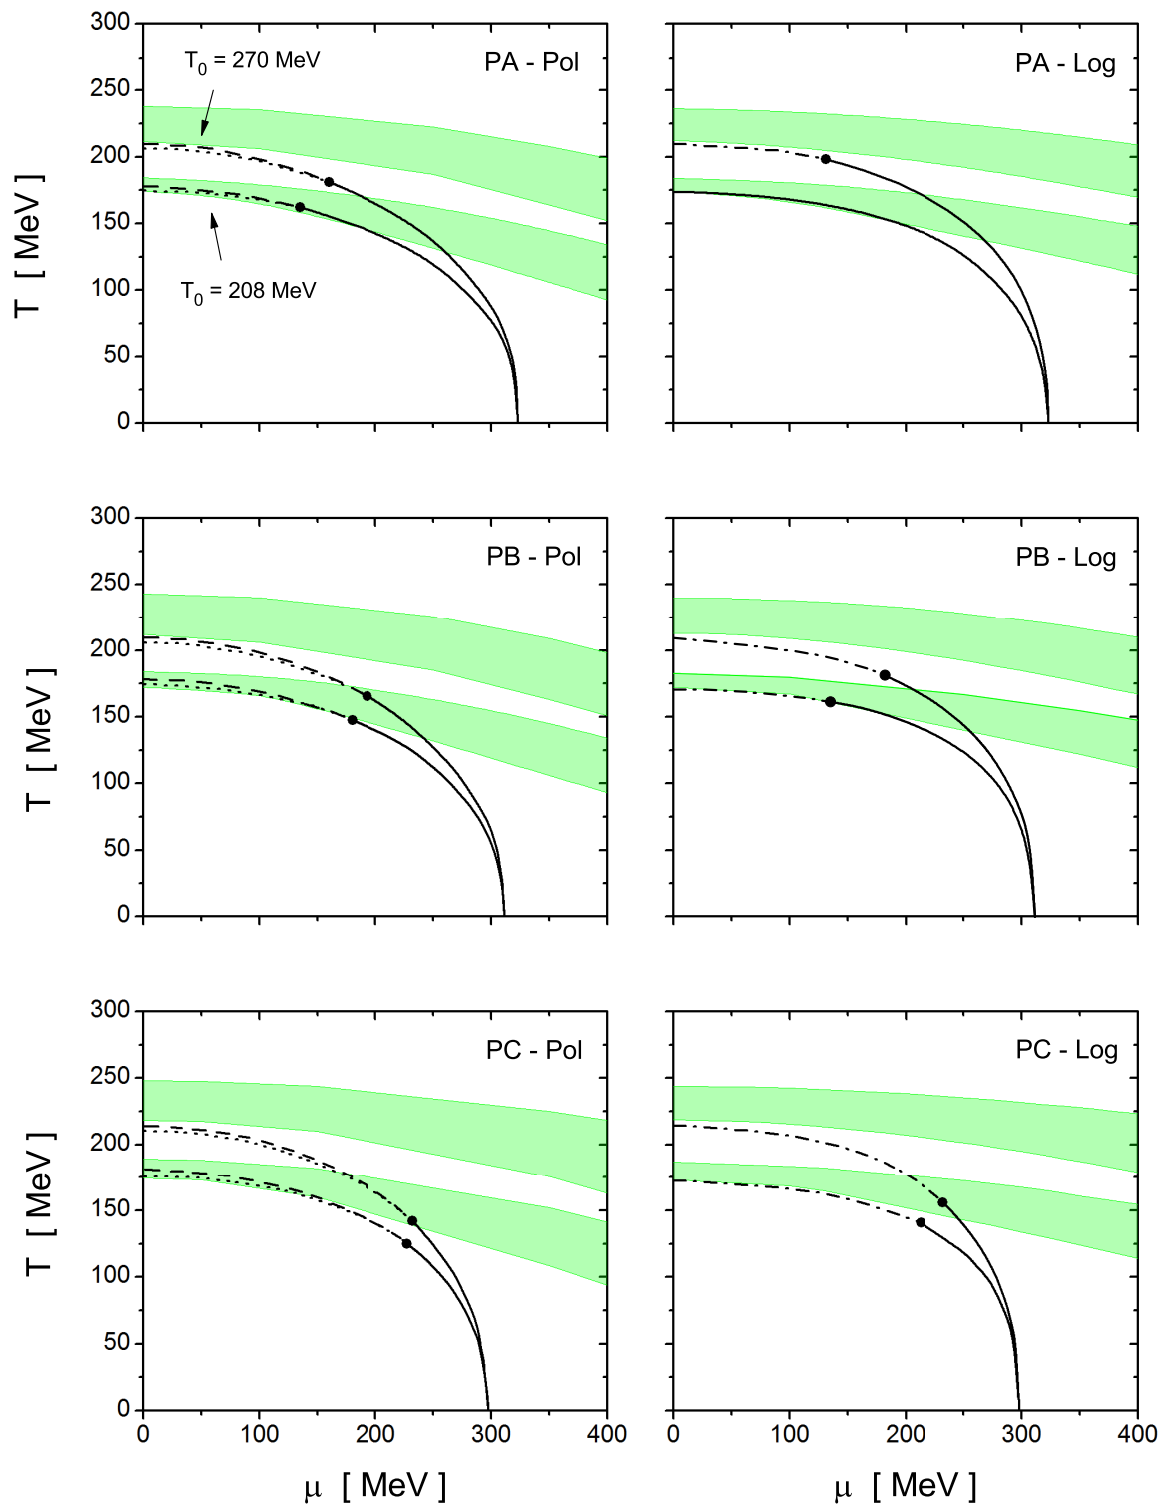 300
250
200
150
100
50
0
T [ MeV ]
T0 = 270 MeV
T0 = 208 MeV
PA - Pol
PA - Log
300
250
200
150
100
50
0
T [ MeV ]
PB - Pol
PB - Log
300
250
200
150
100
50
0
T [ MeV ]
PC - Pol
PC - Log
0 100 200 300 400
0 100 200 300 400
μ [ MeV ]
μ [ MeV ]